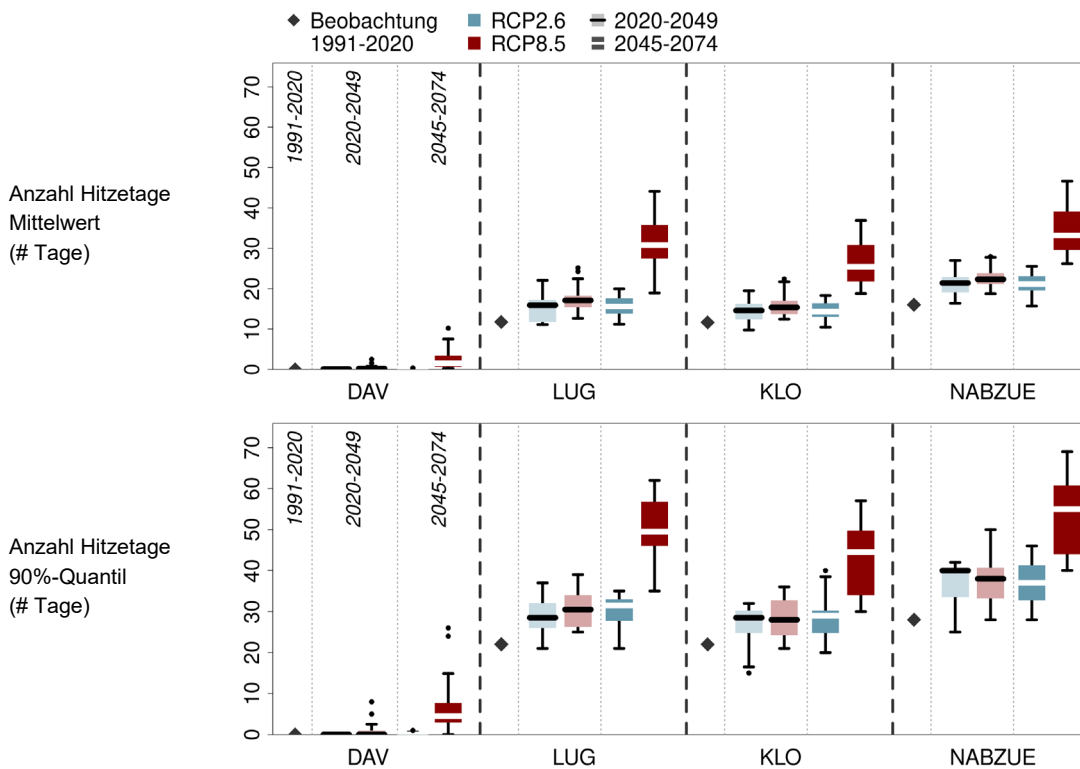 Beobachtung
1991-2020
RCP2.6
RCP8.5
2020-2049
2045-2074
Anzahl Hitzetage
Mittelwert
(# Tage)
70
60
50
40
30
20
10
0
1991-2020
2020-2049
2045-2074
DAV
LUG
KLO
NABZUE
Anzahl Hitzetage
90%-Quantil
(# Tage)
70
60
50
40
30
20
10
0
1991-2020
2020-2049
2045-2074
DAV
LUG
KLO
NABZUE